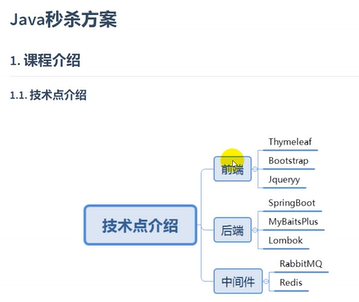 Java秒杀方案
1. 课程介绍
1.1. 技术点介绍
技术点介绍
前端
Thymeleaf
Bootstrap
Jqueryy
后端
SpringBoot
MyBaitsPlus
Lombok
中间件
RabbitMQ
Redis